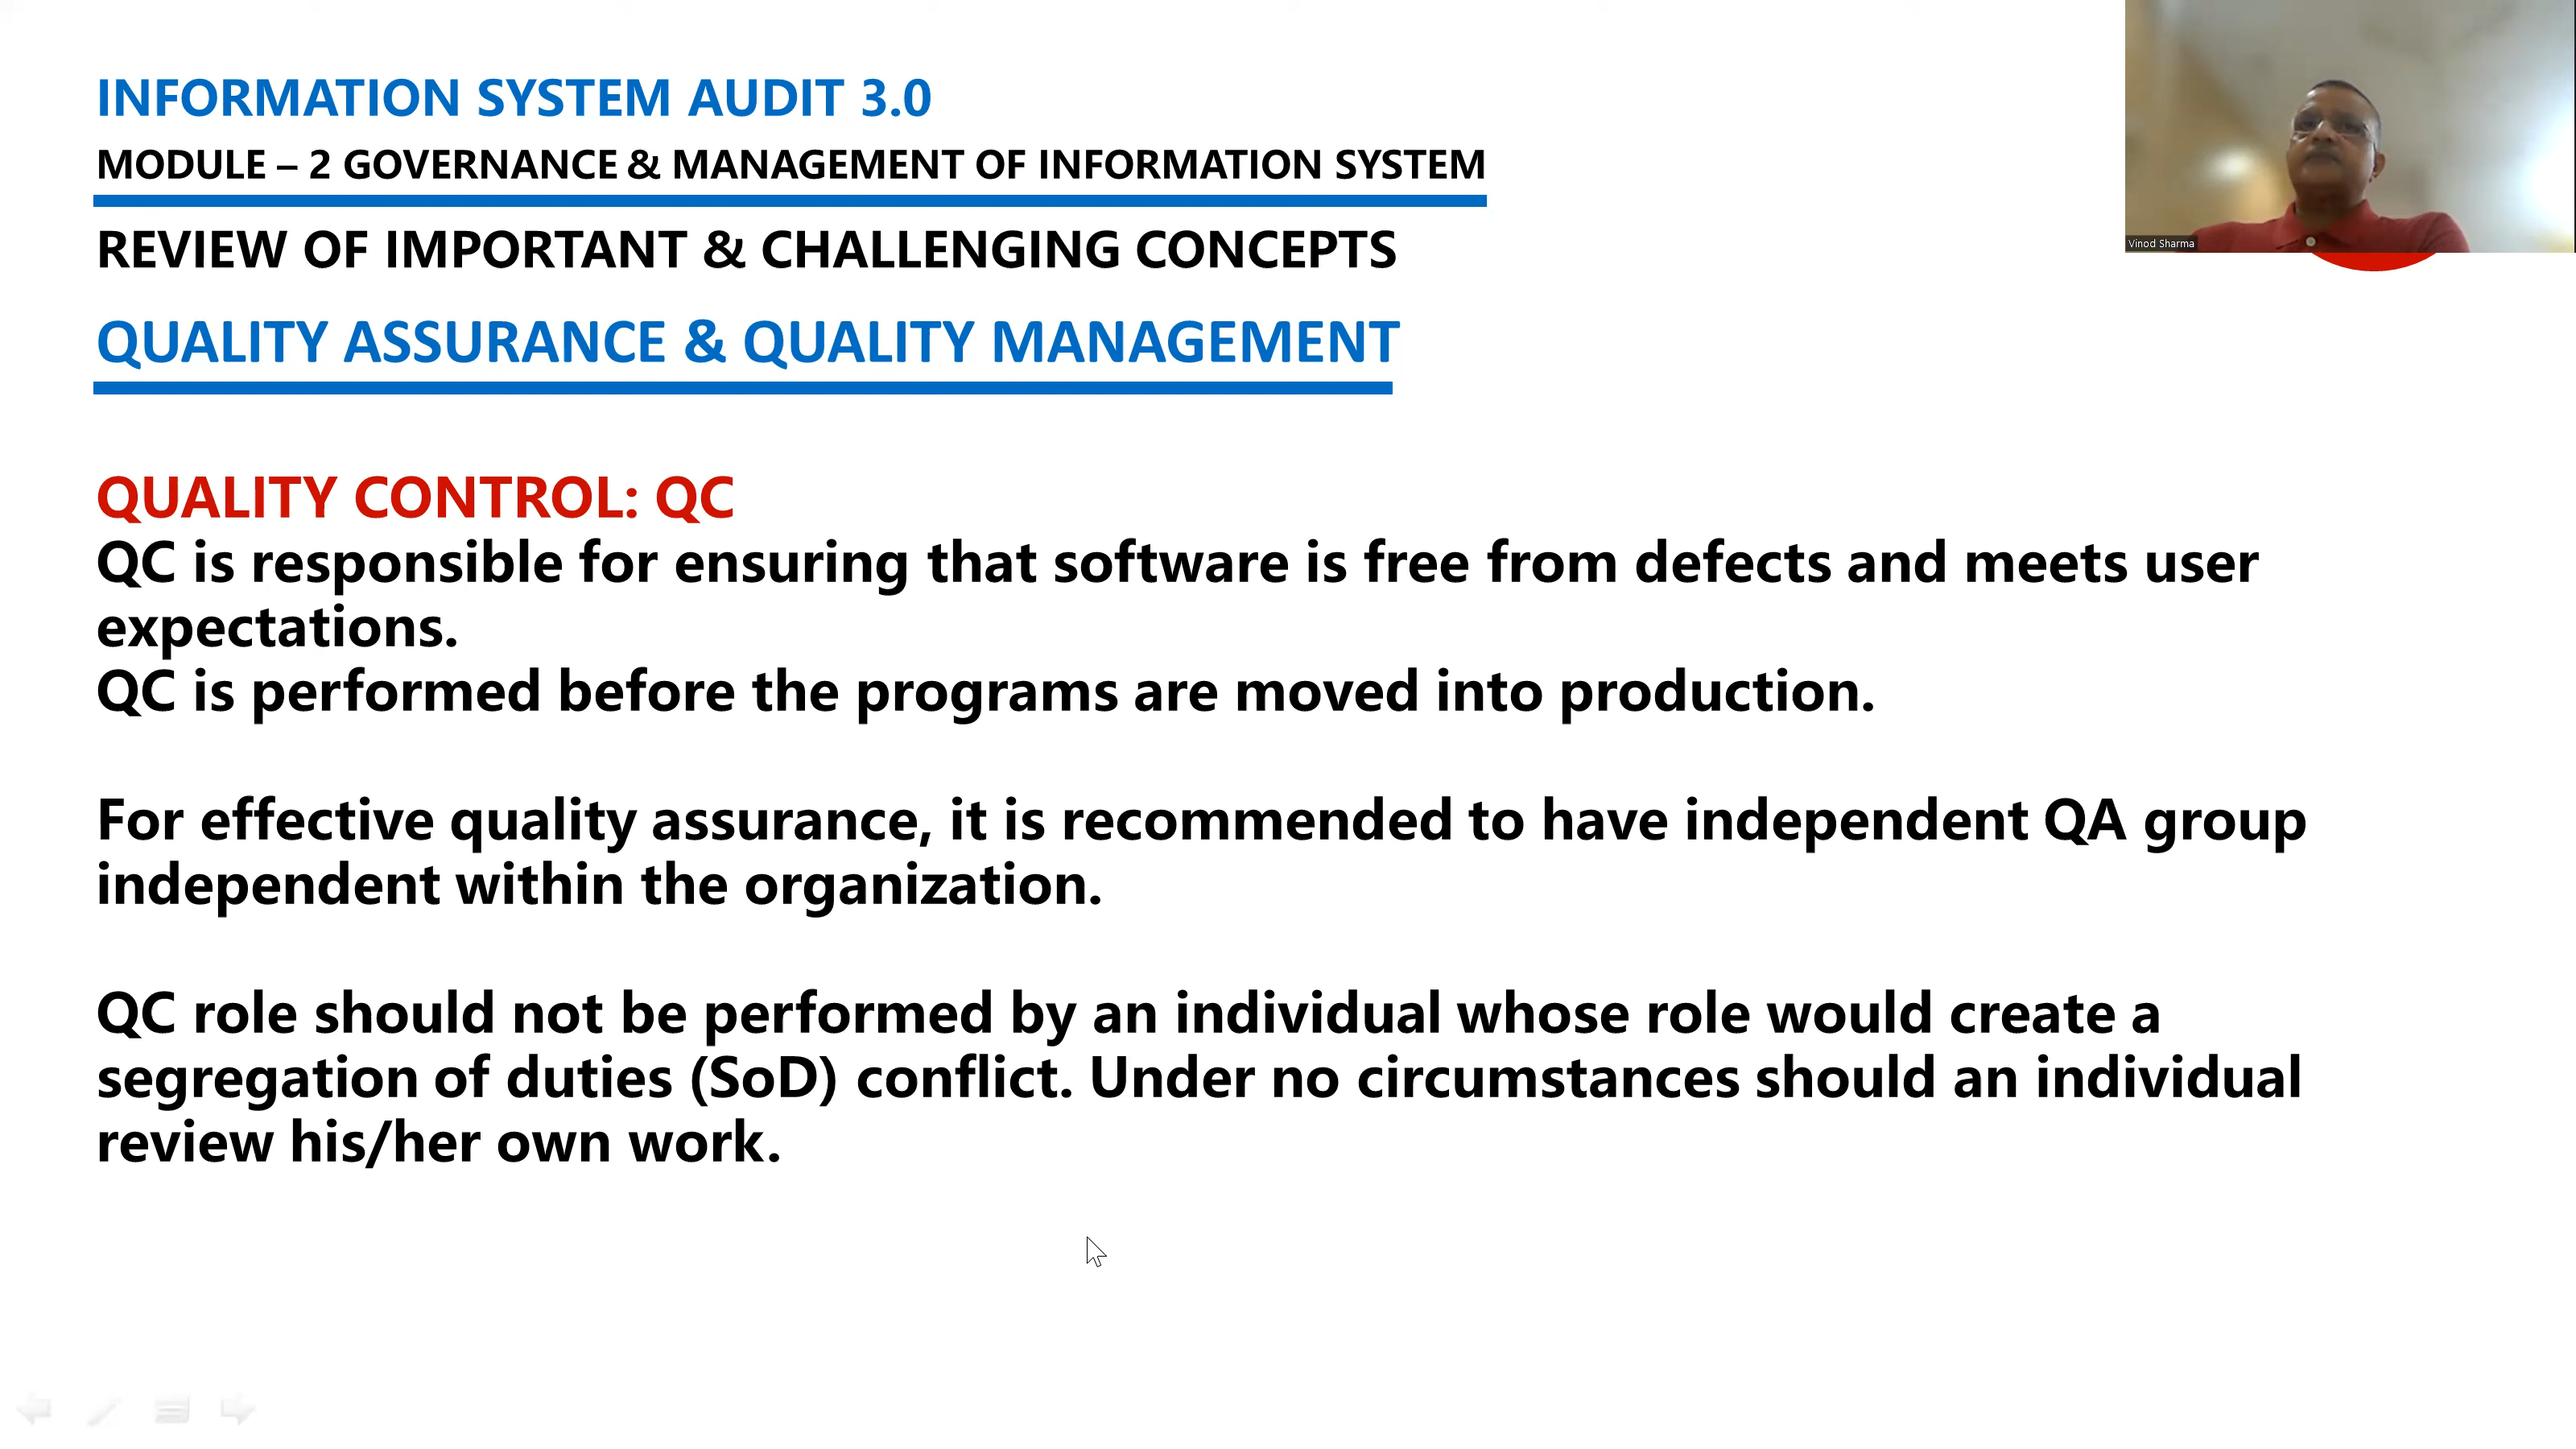 INFORMATION SYSTEM AUDIT 3.0
MODULE – 2 GOVERNANCE & MANAGEMENT OF INFORMATION SYSTEM
REVIEW OF IMPORTANT & CHALLENGING CONCEPTS
QUALITY ASSURANCE & QUALITY MANAGEMENT
QUALITY CONTROL: QC
QC is responsible for ensuring that software is free from defects and meets user
expectations.
QC is performed before the programs are moved into production.
For effective quality assurance, it is recommended to have independent QA group
independent within the organization.
QC role should not be performed by an individual whose role would create a
segregation of duties (SoD) conflict. Under no circumstances should an individual
review his/her own work.
Vinod Sharma